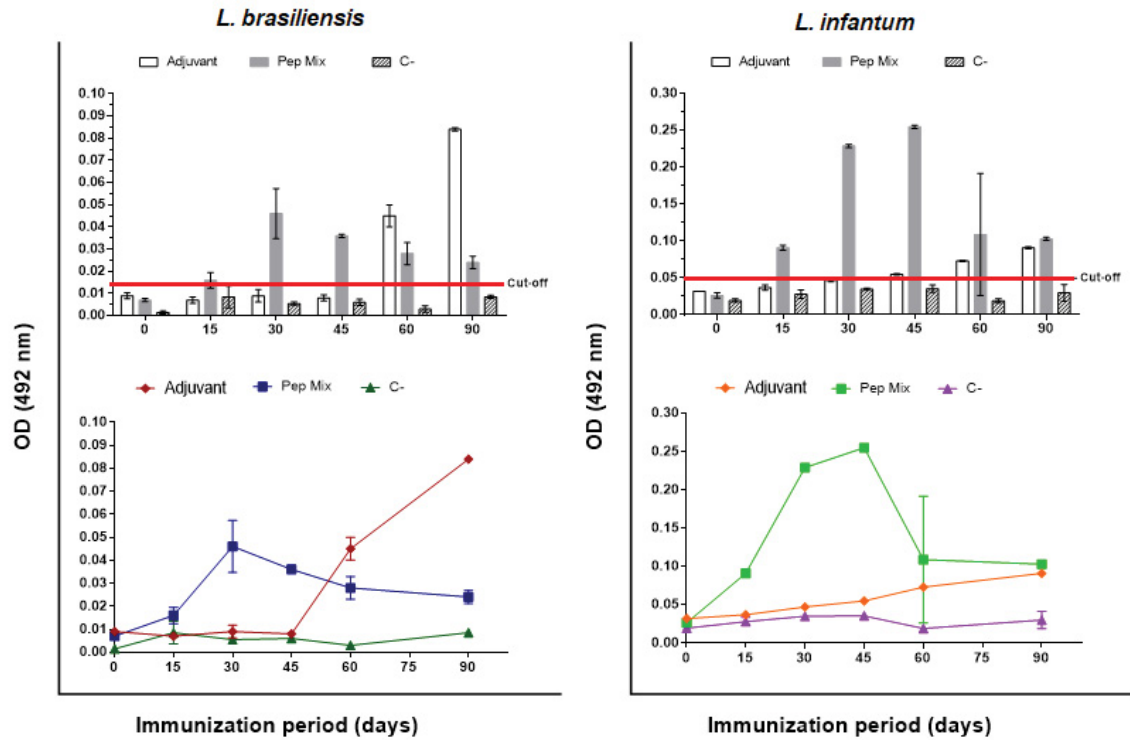 L. brasiliensis
L. infantum
OD (492 nm)
Adjuvant Pep Mix C-
0.10
0.09
0.08
0.07
0.06
0.05
0.04
0.03
0.02
0.01
0.00
Cut-off
0 15 30 45 60 90
Adjuvant Pep Mix C-
0.10
0.09
0.08
0.07
0.06
0.05
0.04
0.03
0.02
0.01
0.00
0 15 30 45 60 75 90
Immunization period (days)
OD (492 nm)
Adjuvant Pep Mix C-
0.30
0.25
0.20
0.15
0.10
0.05
0.00
Cut-off
0 15 30 45 60 90
Adjuvant Pep Mix C-
0.30
0.25
0.20
0.15
0.10
0.05
0.00
0 15 30 45 60 75 90
Immunization period (days)